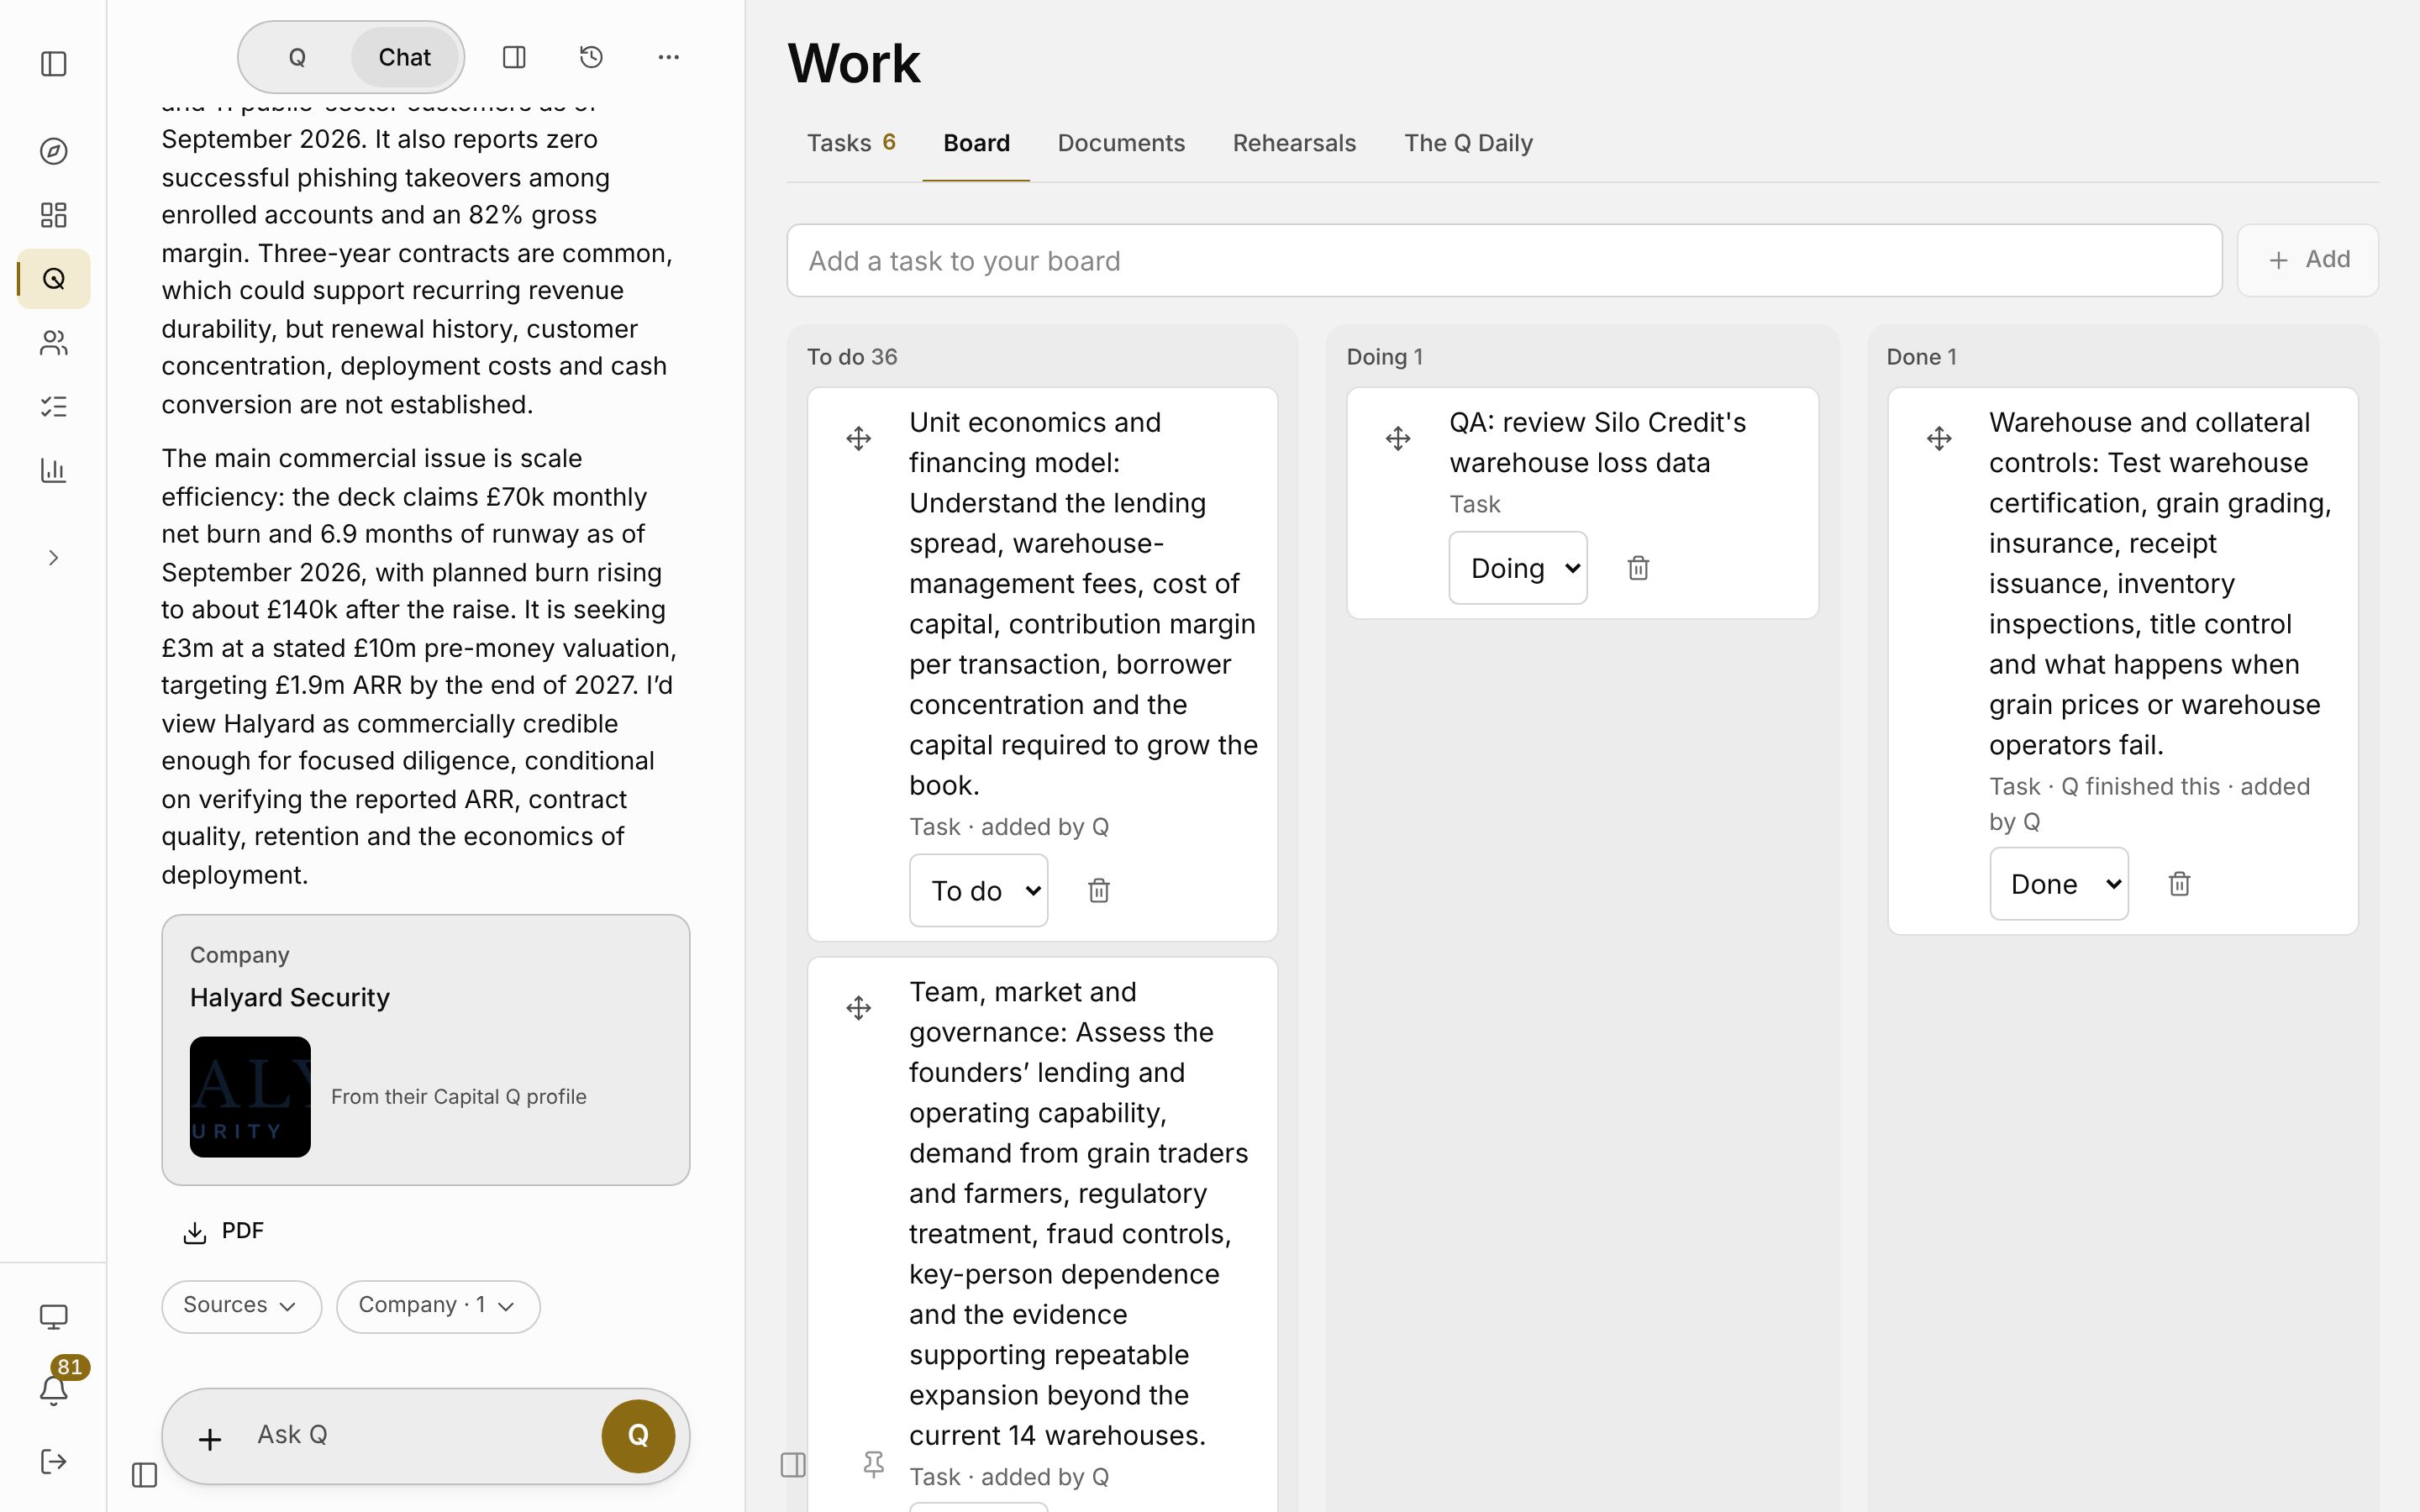 Q
Chat
and 11 public-sector customers as of
September 2026. It also reports zero
successful phishing takeovers among
enrolled accounts and an 82% gross
margin. Three-year contracts are common,
which could support recurring revenue
durability, but renewal history, customer
concentration, deployment costs and cash
conversion are not established.
The main commercial issue is scale
efficiency: the deck claims £70k monthly
net burn and 6.9 months of runway as of
September 2026, with planned burn rising
to about £140k after the raise. It is seeking
£3m at a stated £10m pre-money valuation,
targeting £1.9m ARR by the end of 2027. I’d
view Halyard as commercially credible
enough for focused diligence, conditional
on verifying the reported ARR, contract
quality, retention and the economics of
deployment.
Company
Halyard Security
ALY
URITY
From their Capital Q profile
PDF
Sources
Company · 1
Ask Q
Q
Q
81
Work
Tasks 6
Board
Documents
Rehearsals
The Q Daily
Add a task to your board
Add
To do 36
Unit economics and
financing model:
Understand the lending
spread, warehouse-
management fees, cost of
capital, contribution margin
per transaction, borrower
concentration and the
capital required to grow the
book.
Task · added by Q
To do
Team, market and
governance: Assess the
founders’ lending and
operating capability,
demand from grain traders
and farmers, regulatory
treatment, fraud controls,
key-person dependence
and the evidence
supporting repeatable
expansion beyond the
current 14 warehouses.
Task · added by Q
Doing 1
QA: review Silo Credit's
warehouse loss data
Task
Doing
Done 1
Warehouse and collateral
controls: Test warehouse
certification, grain grading,
insurance, receipt
issuance, inventory
inspections, title control
and what happens when
grain prices or warehouse
operators fail.
Task · Q finished this · added
by Q
Done